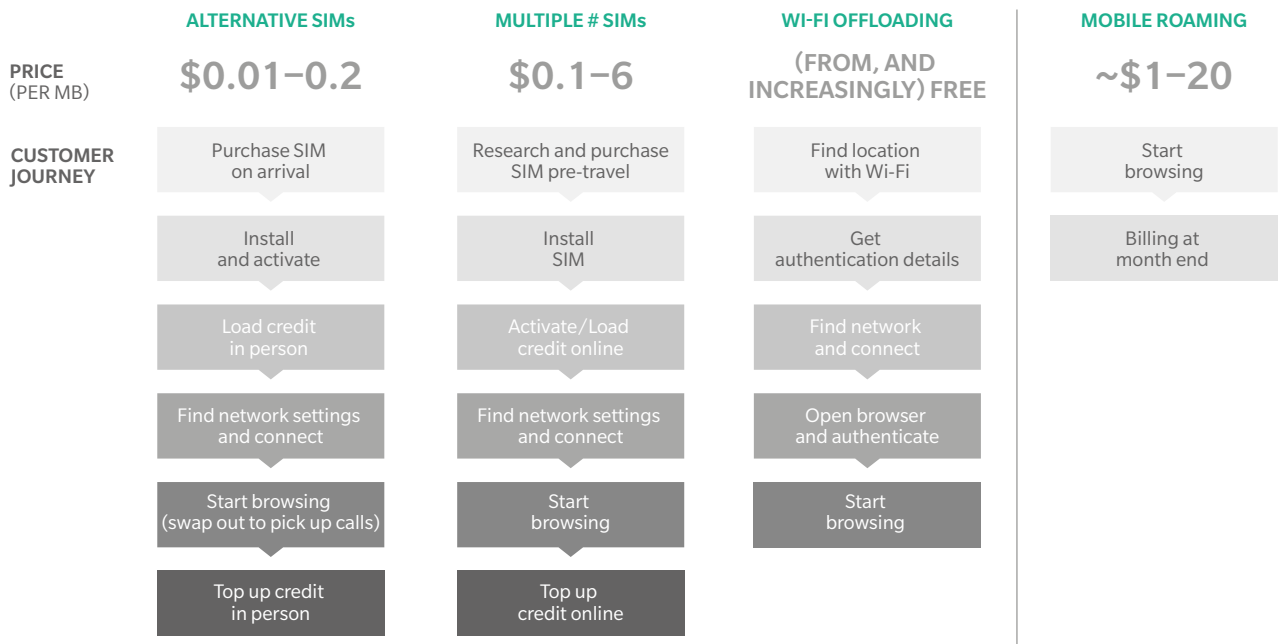 ALTERNATIVE SIMs
MULTIPLE # SIMs
WI-FI OFFLOADING
MOBILE ROAMING
PRICE
(PER MB)
$0.01–0.2
$0.1–6
(FROM, AND
INCREASINGLY) FREE
~$1–20
CUSTOMER
JOURNEY
Purchase SIM
on arrival
Research and purchase
SIM pre-travel
Find location
with Wi-Fi
Start
browsing
Install
and activate
Install
SIM
Get
authentication details
Billing at
month end
Load credit
in person
Activate/Load
credit online
Find network
and connect
Find network settings
and connect
Find network settings
and connect
Open browser
and authenticate
Start browsing
(swap out to pick up calls)
Start
browsing
Start
browsing
Top up credit
in person
Top up
credit online